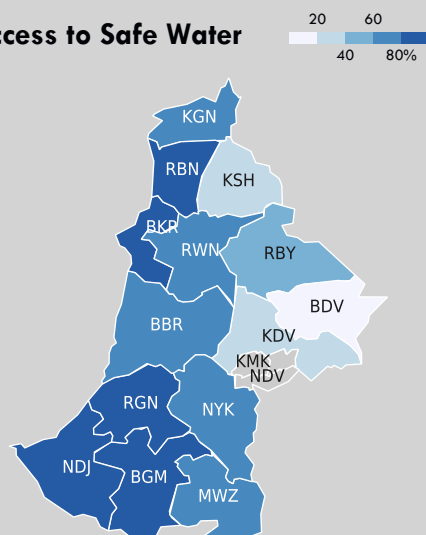 ccess to Safe Water
20 60
40 80%
KGN
RBN
KSH
BKR
RWN
RBY
BDV
BBR
KDV
KMK
NDV
RGN
NYK
NDJ
BGM
MWZ